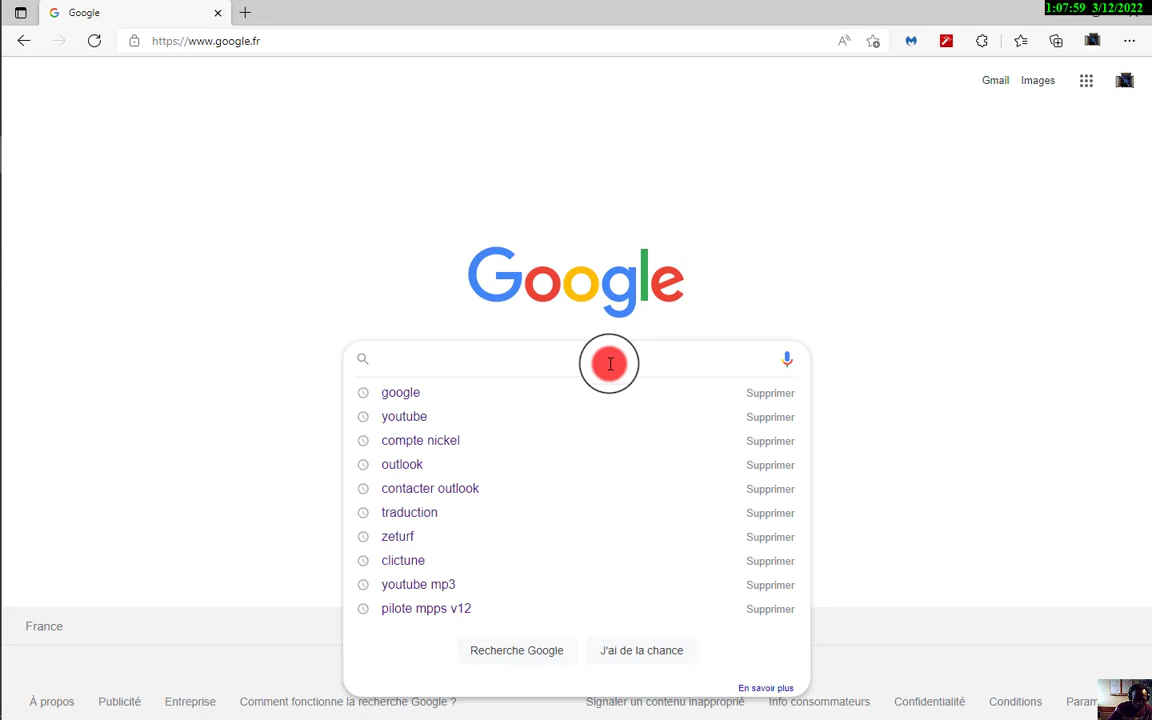 Google
1:07:59 3/12/2022
https://www.google.fr
Gmail Images
Google
google Supprimer
youtube Supprimer
compte nickel Supprimer
outlook Supprimer
contacter outlook Supprimer
traduction Supprimer
zeturf Supprimer
clictune Supprimer
youtube mp3 Supprimer
pilote mpps v12 Supprimer
Recherche Google J'ai de la chance
En savoir plus
France
À propos Publicité Entreprise Comment fonctionne la recherche Google ? Signaler un contenu inapproprié Info consommateurs Confidentialité Conditions Param